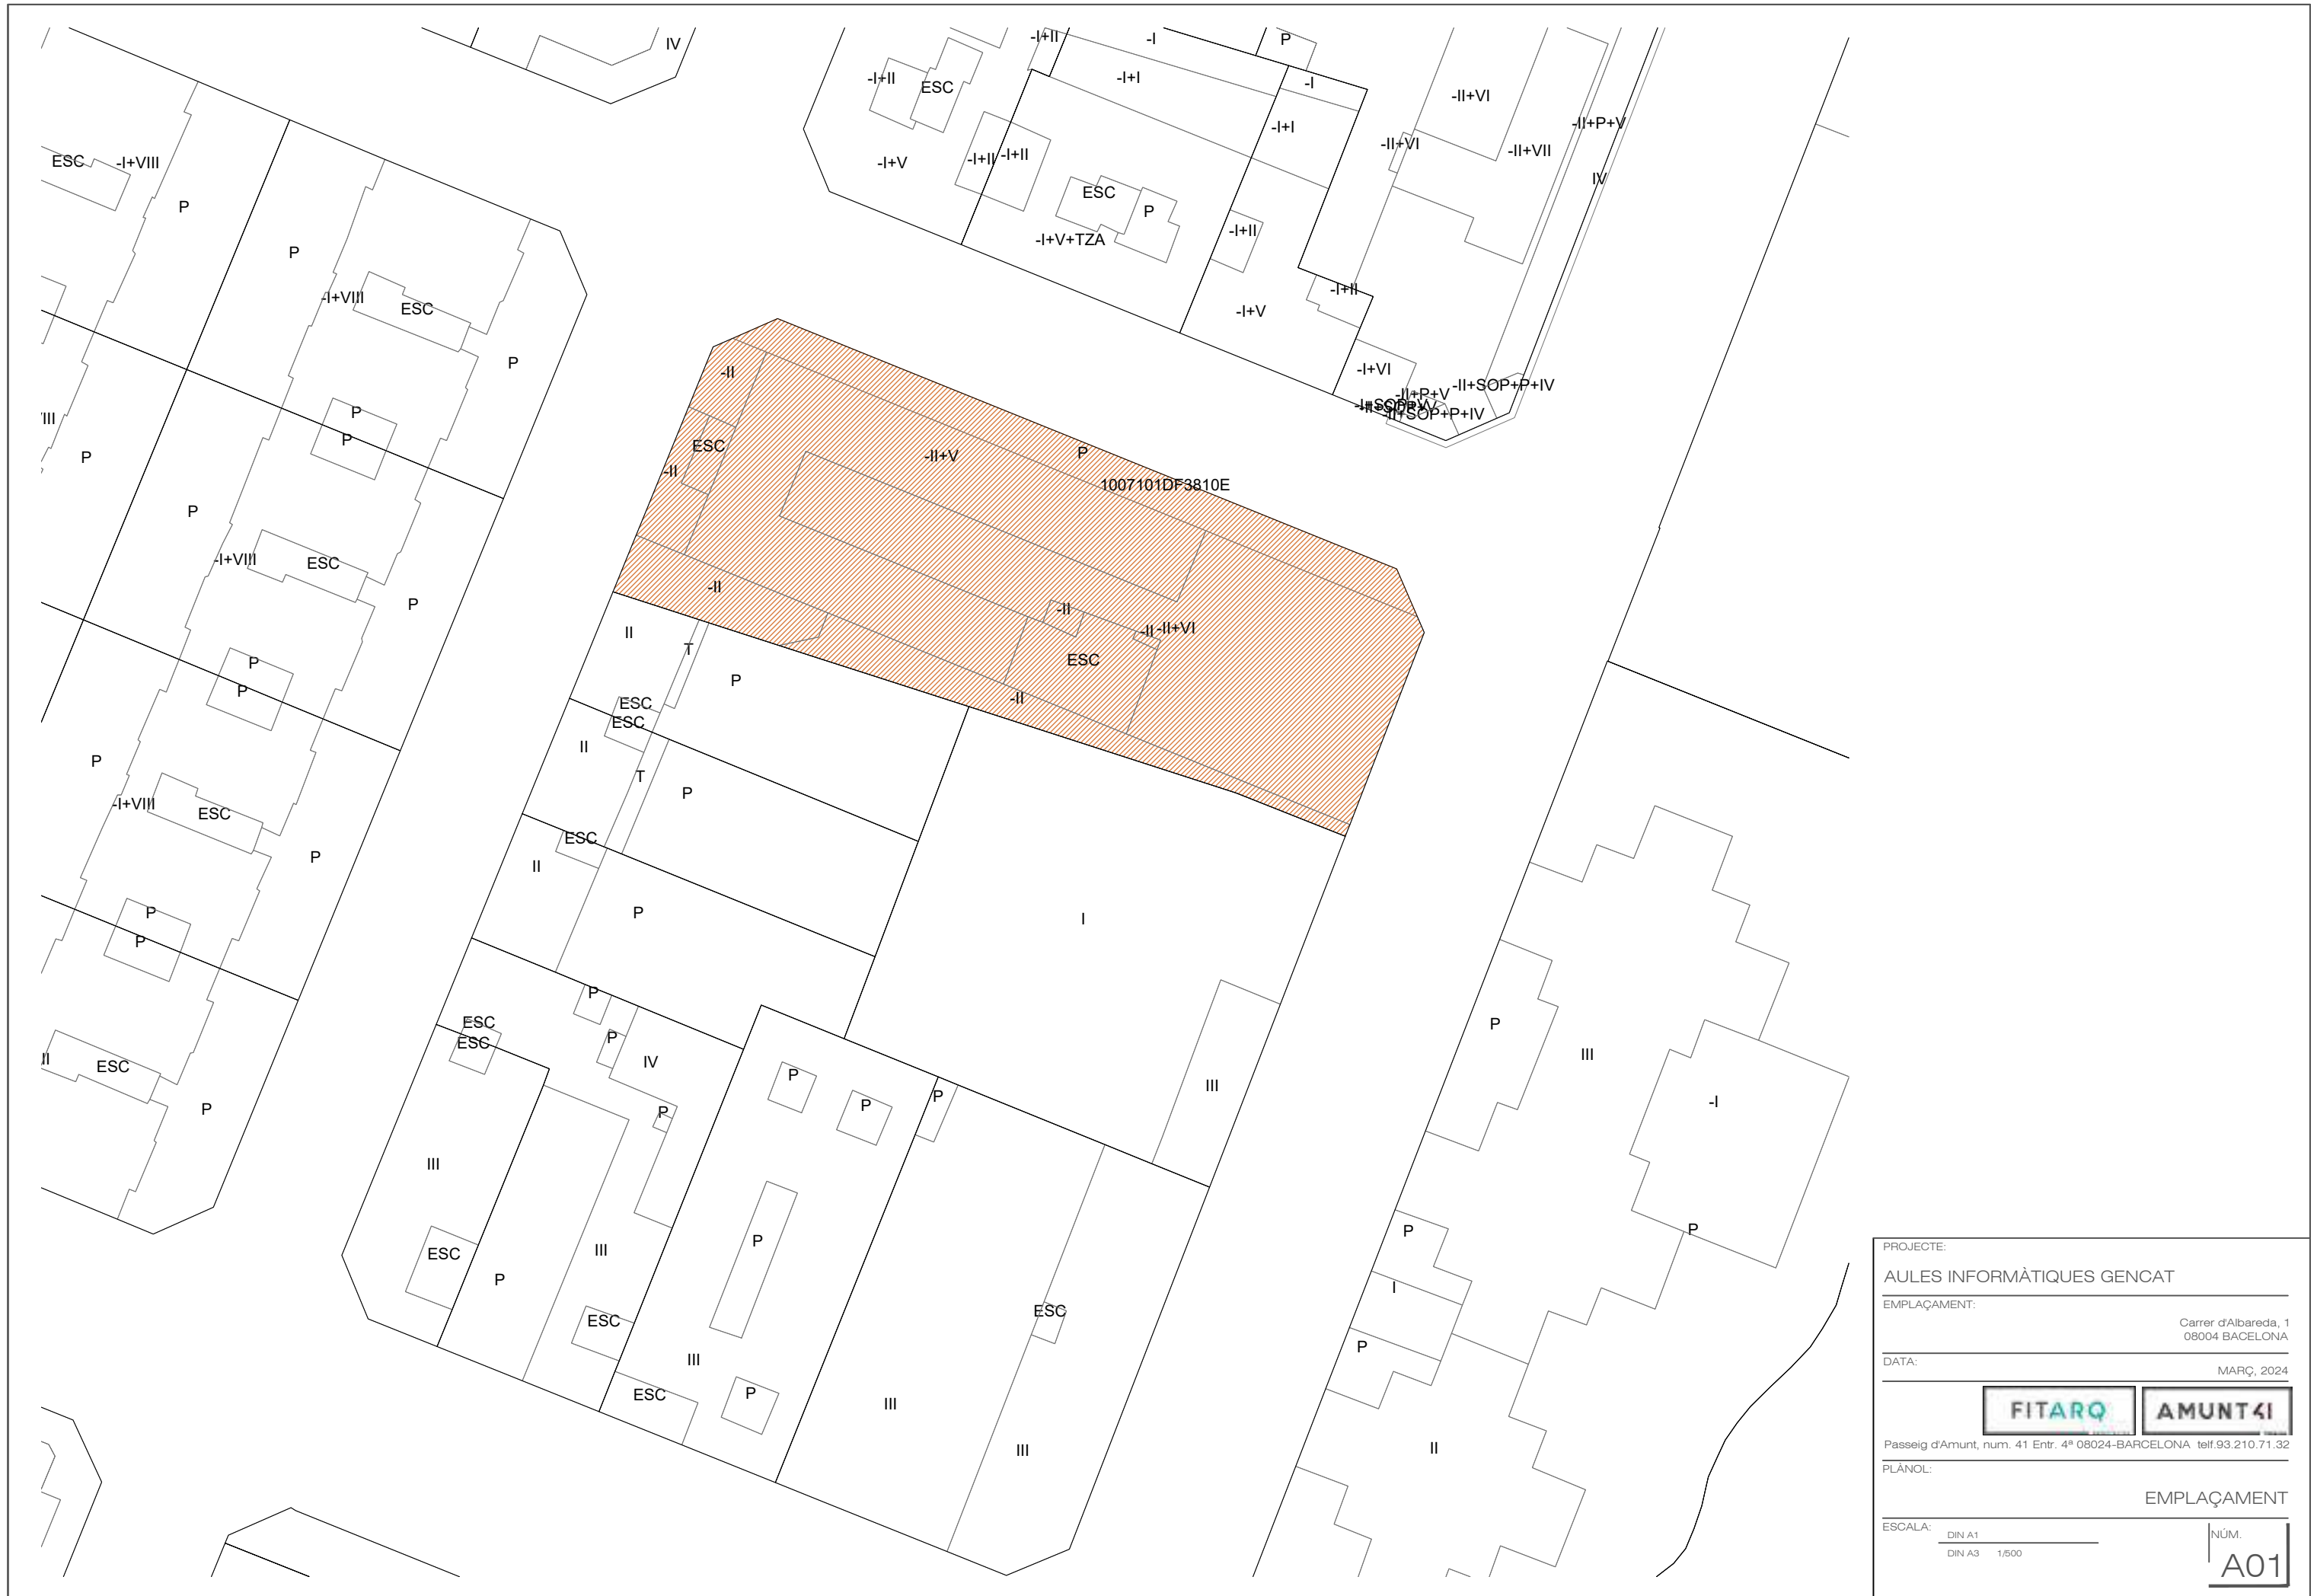 IV
-I+II
-I
P
-I+II
ESC
-I+I
-I
-II+VI
-II+P+V
-I+I
-II+VI
-II+VII
ESC
-I+VIII
-I+V
-I+II
-I+II
IV
P
ESC
P
-I+II
-I+V+TZA
P
-I+VIII
ESC
-I+II
-I+V
P
-II
-I+VI
-II+P+V
-II+SOP+P+IV
-II+SOP+P+IV
P
P
ESC
-II
-II+V
P
1007101DF3810E
P
P
-I+VIII
ESC
-II
P
-II
-II
-II+VI
II
T
P
ESC
-II
P
P
ESC
ESC
II
T
P
P
-I+VIII
ESC
ESC
II
P
P
P
P
I
P
ESC
ESC
P
P
IV
P
III
II
ESC
P
P
P
P
P
III
-I
III
P
III
ESC
P
III
P
P
P
I
ESC
ESC
P
III
ESC
P
III
III
II
PROJECTE:
AULES INFORMÀTIQUES GENCAT
EMPLAÇAMENT:
Carrer d'Albareda, 1
08004 BACELONA
DATA:
MARÇ, 2024
FITARQ AMUNT41
Passeig d'Amunt, num. 41 Entr. 4ª 08024-BARCELONA telf.93.210.71.32
PLÀNOL:
EMPLAÇAMENT
ESCALA:
DIN A1
DIN A3 1/500
NÚM.
A01